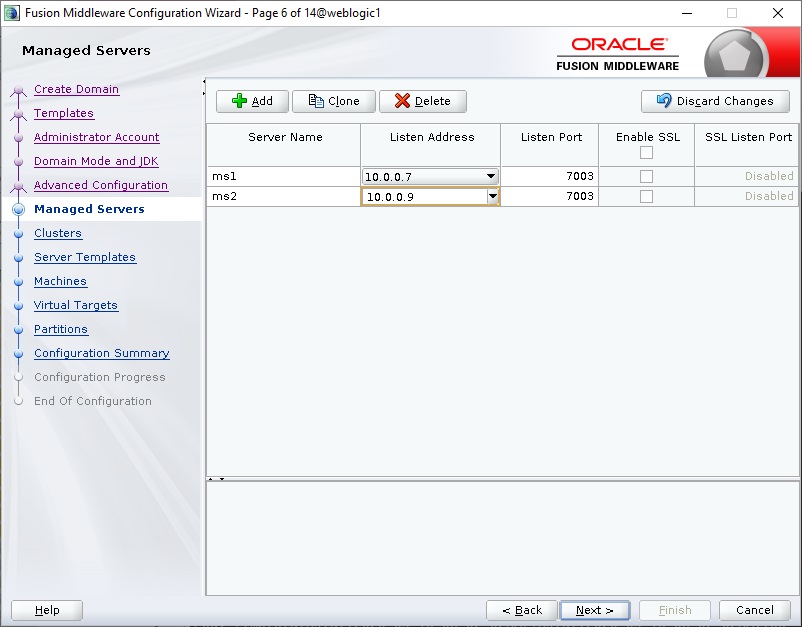 Fusion Middleware Configuration Wizard - Page 6 of 14@weblogic1
Managed Servers
ORACLE
FUSION MIDDLEWARE
Create Domain
Templates
Administrator Account
Domain Mode and JDK
Advanced Configuration
Managed Servers
Clusters
Server Templates
Machines
Virtual Targets
Partitions
Configuration Summary
Configuration Progress
End Of Configuration
Add Clone Delete Discard Changes
Server Name Listen Address Listen Port Enable SSL SSL Listen Port
ms1 10.0.0.7 7003 Disabled
ms2 10.0.0.9 7003 Disabled
Help < Back Next > Finish Cancel